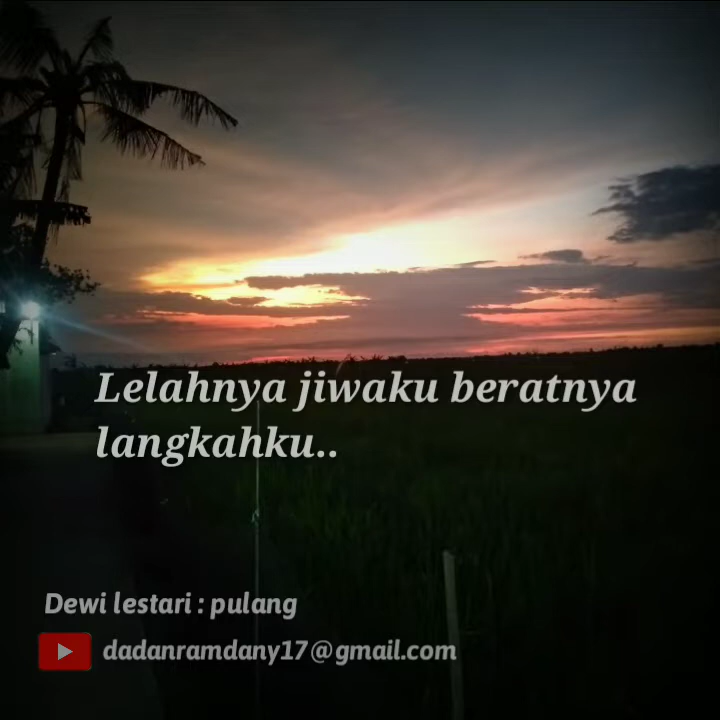 Lelahnya jiwaku beratnya
langkahku..
Dewi lestari : pulang
dadanramdany17@gmail.com